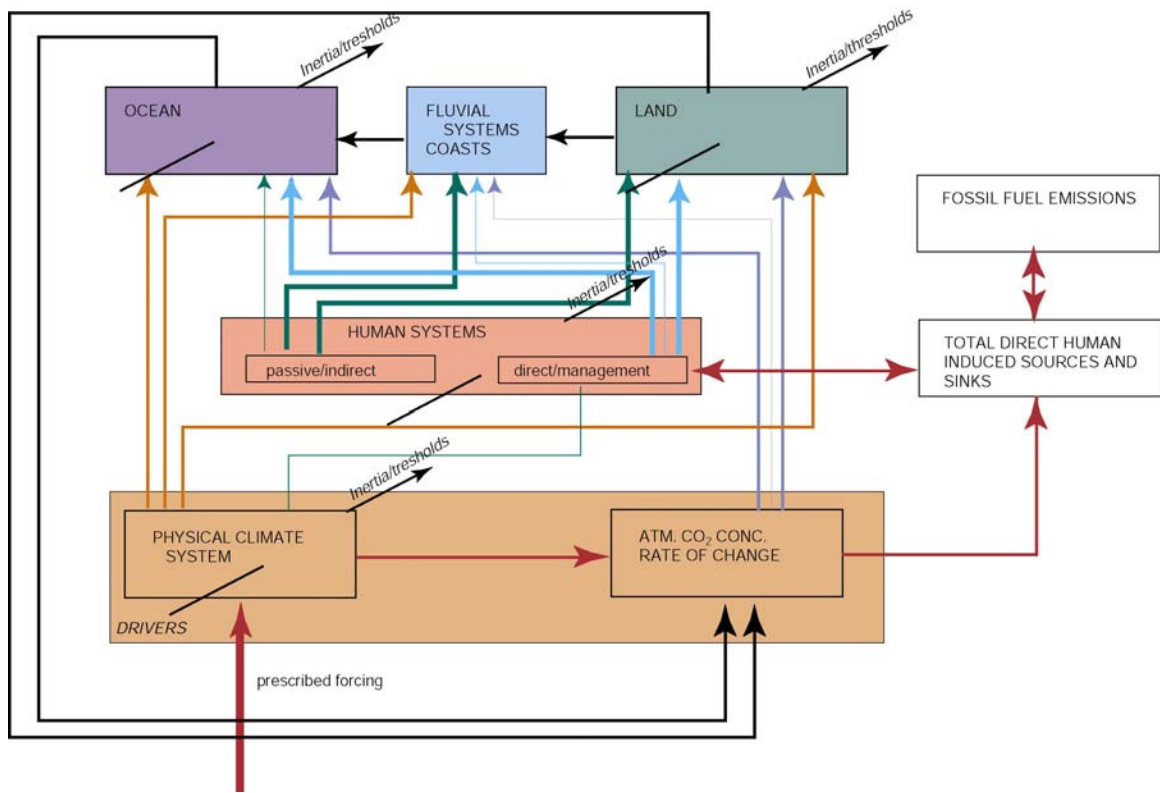 Inertia/tresholds
Inertia/thresholds
OCEAN
FLUVIAL
SYSTEMS
COASTS
LAND
FOSSIL FUEL EMISSIONS
Inertia/tresholds
HUMAN SYSTEMS
passive/indirect
direct/management
TOTAL DIRECT HUMAN
INDUCED SOURCES AND
SINKS
Inertia/tresholds
PHYSICAL CLIMATE
SYSTEM
ATM. CO₂ CONC.
RATE OF CHANGE
DRIVERS
prescribed forcing